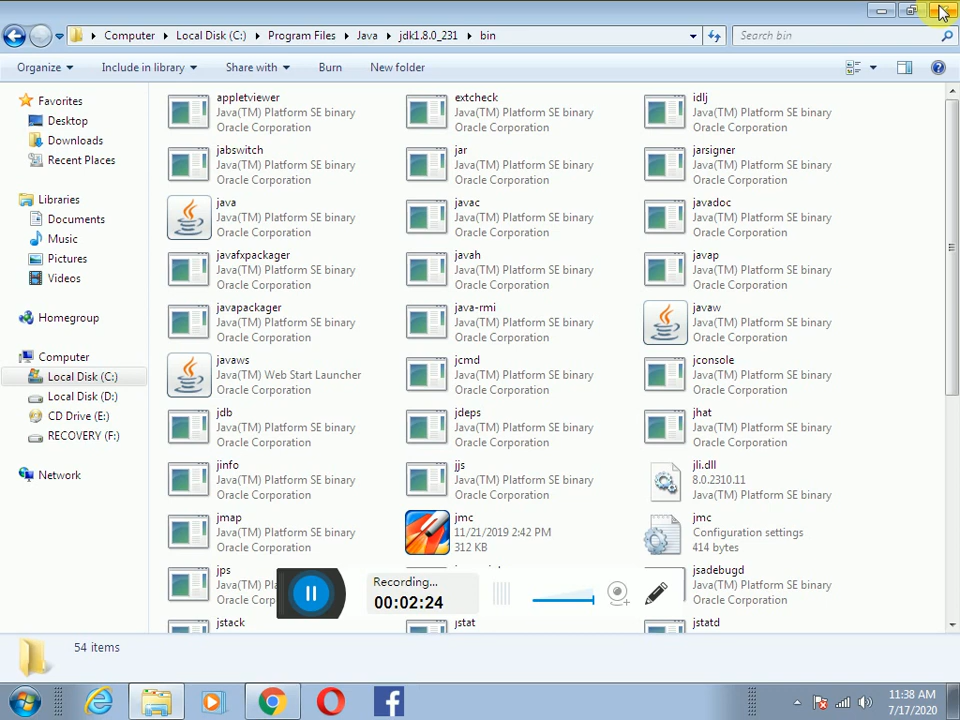 Computer ▸ Local Disk (C:) ▸ Program Files ▸ Java ▸ jdk1.8.0_231 ▸ bin
Search bin
Organize
Include in library
Share with
Burn
New folder
Favorites
Desktop
Downloads
Recent Places
Libraries
Documents
Music
Pictures
Videos
Homegroup
Computer
Local Disk (C:)
Local Disk (D:)
CD Drive (E:)
RECOVERY (F:)
Network
appletviewer
Java(TM) Platform SE binary
Oracle Corporation
extcheck
Java(TM) Platform SE binary
Oracle Corporation
idlj
Java(TM) Platform SE binary
Oracle Corporation
jabswitch
Java(TM) Platform SE binary
Oracle Corporation
jar
Java(TM) Platform SE binary
Oracle Corporation
jarsigner
Java(TM) Platform SE binary
Oracle Corporation
java
Java(TM) Platform SE binary
Oracle Corporation
javac
Java(TM) Platform SE binary
Oracle Corporation
javadoc
Java(TM) Platform SE binary
Oracle Corporation
javafxpackager
Java(TM) Platform SE binary
Oracle Corporation
javah
Java(TM) Platform SE binary
Oracle Corporation
javap
Java(TM) Platform SE binary
Oracle Corporation
javapackager
Java(TM) Platform SE binary
Oracle Corporation
java-rmi
Java(TM) Platform SE binary
Oracle Corporation
javaw
Java(TM) Platform SE binary
Oracle Corporation
javaws
Java(TM) Web Start Launcher
Oracle Corporation
jcmd
Java(TM) Platform SE binary
Oracle Corporation
jconsole
Java(TM) Platform SE binary
Oracle Corporation
jdb
Java(TM) Platform SE binary
Oracle Corporation
jdeps
Java(TM) Platform SE binary
Oracle Corporation
jhat
Java(TM) Platform SE binary
Oracle Corporation
jinfo
Java(TM) Platform SE binary
Oracle Corporation
jjs
Java(TM) Platform SE binary
Oracle Corporation
jli.dll
8.0.2310.11
Oracle Corporation
jmap
Java(TM) Platform SE binary
Oracle Corporation
jmc
11/21/2019 2:42 PM
312 KB
jmc
Configuration settings
414 bytes
jps
Java(TM)
Oracle Corp
jsadebugd
Java(TM) Platform SE binary
Oracle Corporation
jstack
jstat
jstatd
Recording...
00:02:24
54 items
11:38 AM
7/17/2020